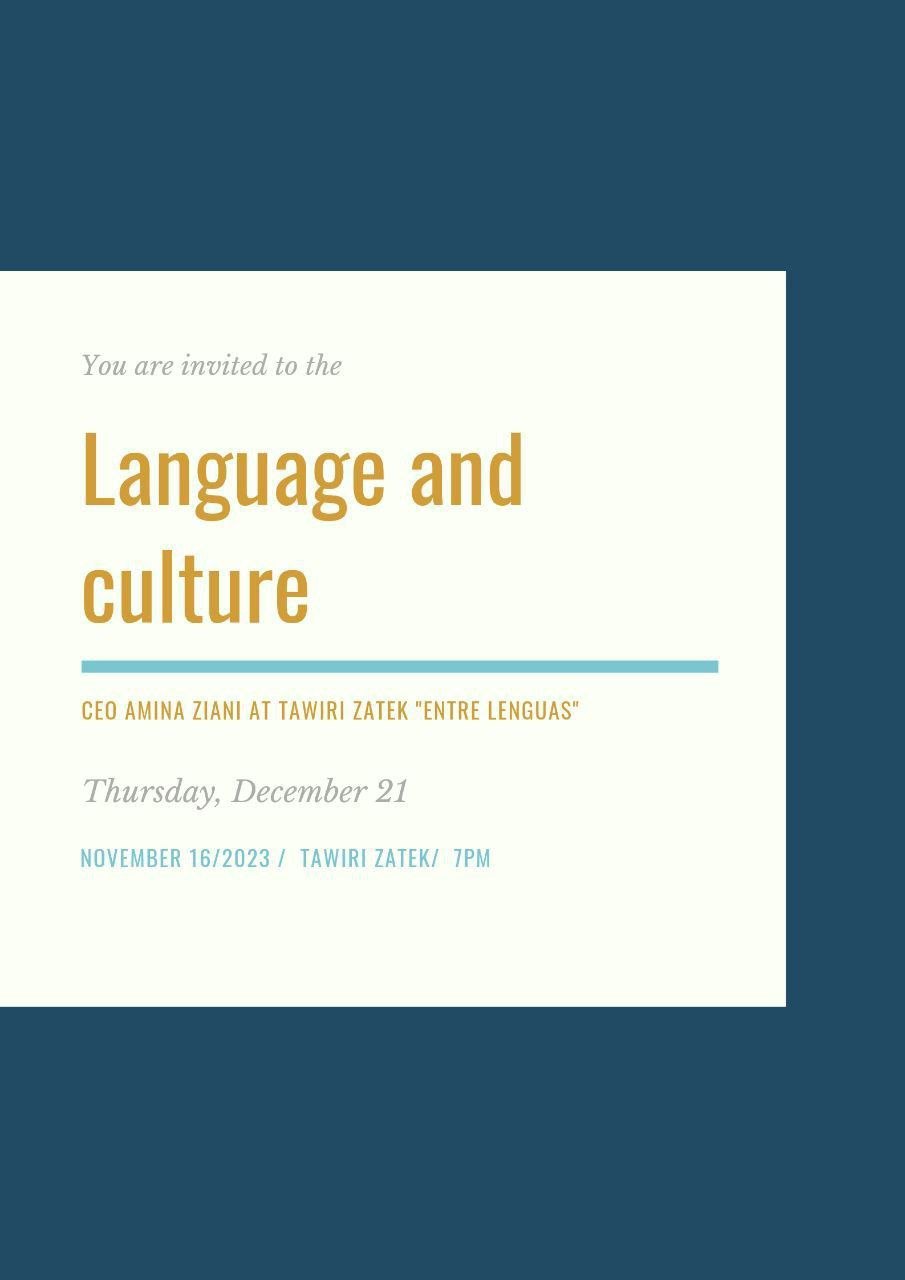 You are invited to the
Language and
culture
CEO AMINA ZIANI AT TAWIRI ZATEK "ENTRE LENGUAS"
Thursday, December 21
NOVEMBER 16/2023 / TAWIRI ZATEK/ 7PM